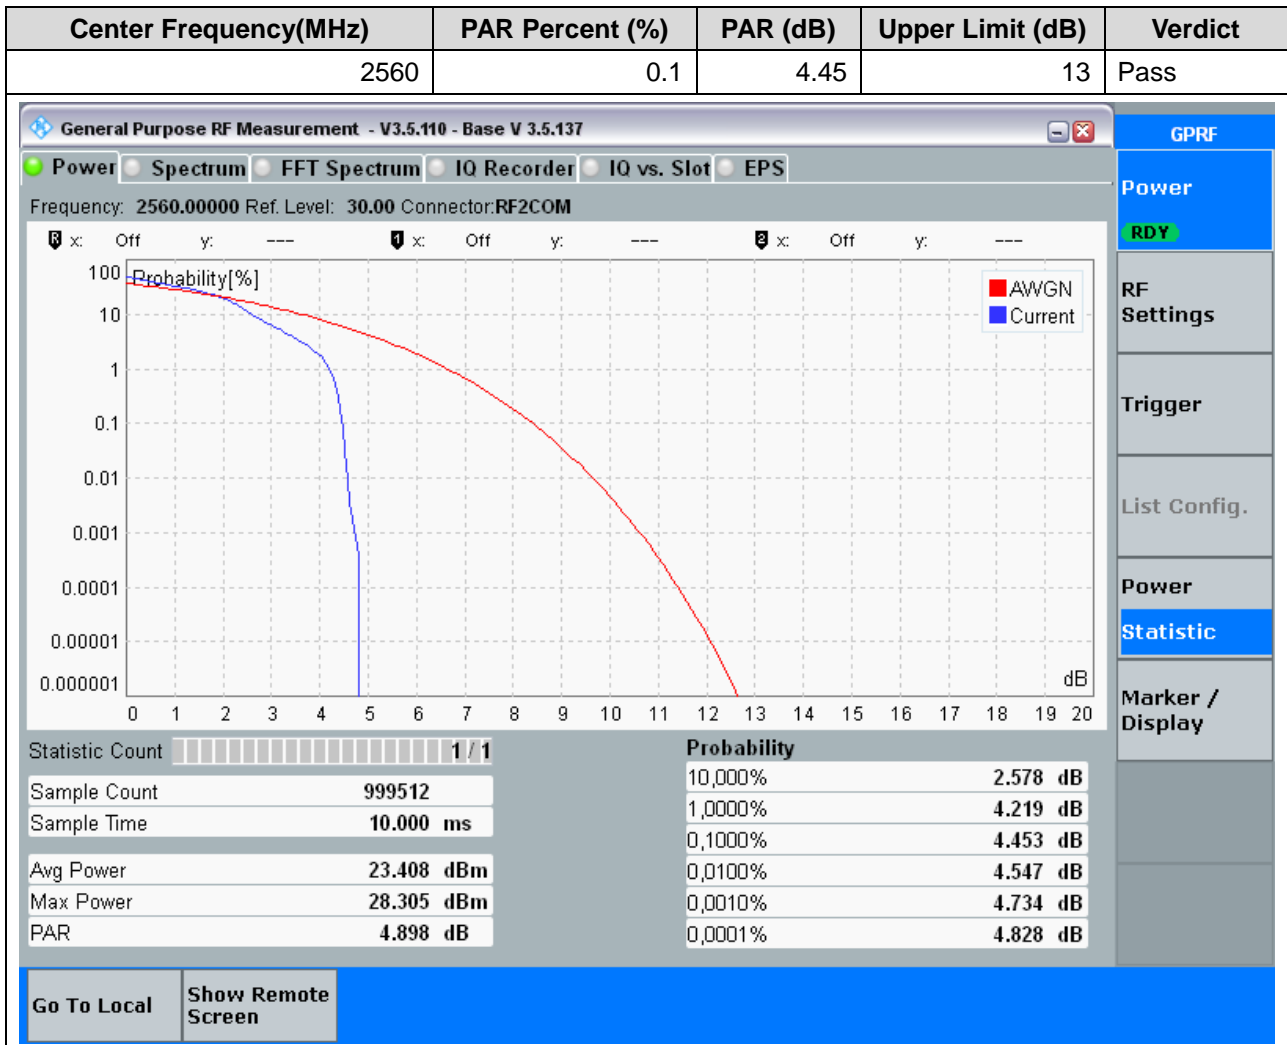 Center Frequency(MHz) PAR Percent (%) PAR (dB) Upper Limit (dB) Verdict
2560 0.1 4.45 13 Pass
General Purpose RF Measurement - V3.5.110 - Base V 3.5.137
GPRF
Power Spectrum FFT Spectrum IQ Recorder IQ vs. Slot EPS
Power
RDY
Frequency: 2560.00000 Ref. Level: 30.00 Connector:RF2COM
R x: Off y: --- 1 x: Off y: --- 2 x: Off y: ---
Probability[%]
AWGN
Current
100
10
1
0.1
0.01
0.001
0.0001
0.00001
0.000001
dB
0 1 2 3 4 5 6 7 8 9 10 11 12 13 14 15 16 17 18 19 20
RF
Settings
Trigger
List Config.
Power
Statistic
Marker /
Display
Statistic Count 1 / 1
Sample Count 999512
Sample Time 10.000 ms
Avg Power 23.408 dBm
Max Power 28.305 dBm
PAR 4.898 dB
Probability
10,000% 2.578 dB
1,0000% 4.219 dB
0,1000% 4.453 dB
0,0100% 4.547 dB
0,0010% 4.734 dB
0,0001% 4.828 dB
Go To Local
Show Remote
Screen